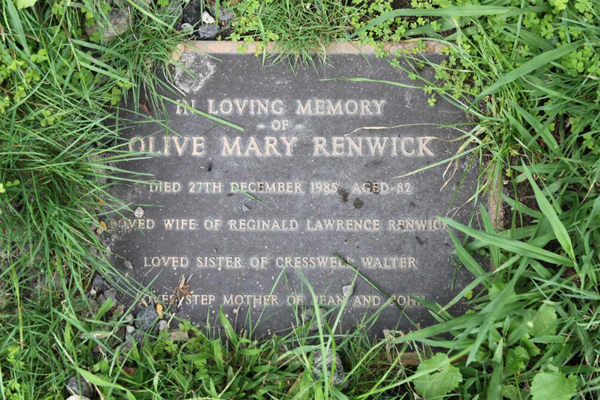 IN LOVING MEMORY
OF
OLIVE MARY RENWICK
DIED 27TH DECEMBER 1985 AGED 82
LOVED WIFE OF REGINALD LAWRENCE RENWICK
LOVED SISTER OF CRESSWELL WALTER
STEP MOTHER OF JEAN AND